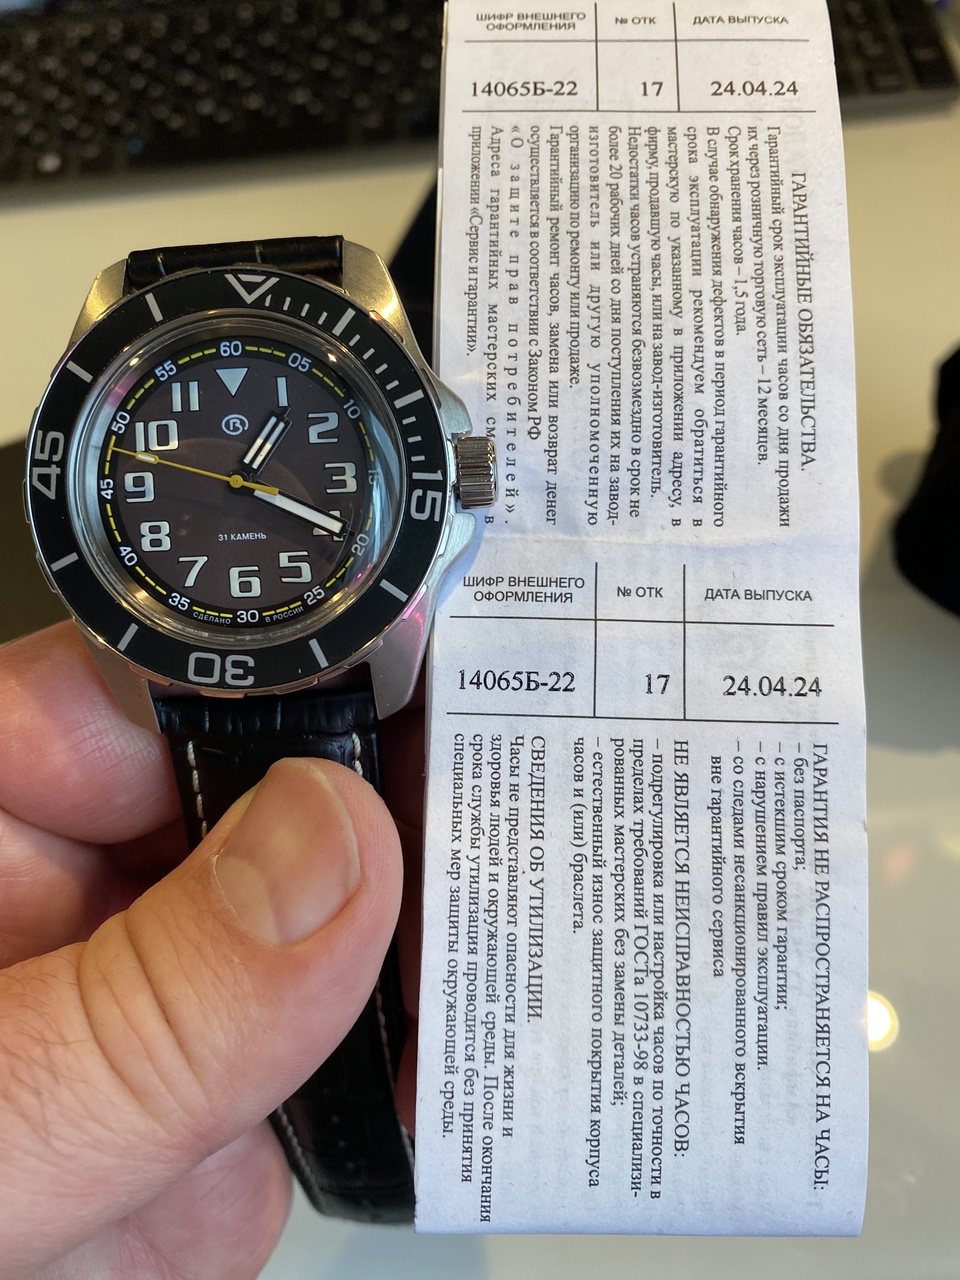 ШИФР ВНЕШНЕГО
ОФОРМЛЕНИЯ
№ ОТК
ДАТА ВЫПУСКА
14065Б-22
17
24.04.24
ГАРАНТИЙНЫЕ ОБЯЗАТЕЛЬСТВА.
Гарантийный срок эксплуатации часов со дня продажи
их через розничную торговую сеть – 12 месяцев.
Срок хранения часов – 1,5 года.
В случае обнаружения дефектов в период гарантийного
срока эксплуатации рекомендуем обратиться в
мастерскую по указанному в приложении адресу, в
фирму, продавшую часы, или на завод-изготовитель.
Недостатки часов устраняются безвозмездно в срок не
более 20 рабочих дней со дня поступления их на завод-
изготовитель или другую уполномоченную
организацию по ремонту или продаже.
Гарантийный ремонт часов, замена или возврат денег
осуществляется в соответствии с Законом РФ
«О защите прав потребителей».
Адреса гарантийных мастерских см в
приложении «Сервис и гарантии».
ШИФР ВНЕШНЕГО
ОФОРМЛЕНИЯ
№ ОТК
ДАТА ВЫПУСКА
14065Б-22
17
24.04.24
ГАРАНТИЯ НЕ РАСПРОСТРАНЯЕТСЯ НА ЧАСЫ:
– без паспорта;
– с истекшим сроком гарантии;
– с нарушением правил эксплуатации.
– со следами несанкционированного вскрытия
вне гарантийного сервиса
НЕ ЯВЛЯЕТСЯ НЕИСПРАВНОСТЬЮ ЧАСОВ:
– подрегулировка или настройка часов по точности в
пределах требований ГОСТа 10733-98 в специализи-
рованных мастерских без замены деталей;
– естественный износ защитного покрытия корпуса
часов и (или) браслета.
СВЕДЕНИЯ ОБ УТИЛИЗАЦИИ.
Часы не представляют опасности для жизни и
здоровья людей и окружающей среды. После окончания
срока службы утилизация проводится без принятия
специальных мер защиты окружающей среды.
15
30
45
60
05
10
15
20
25
30
35
40
45
50
55
1
2
3
4
5
6
7
8
9
10
11
В
31 КАМЕНЬ
СДЕЛАНО В РОССИИ